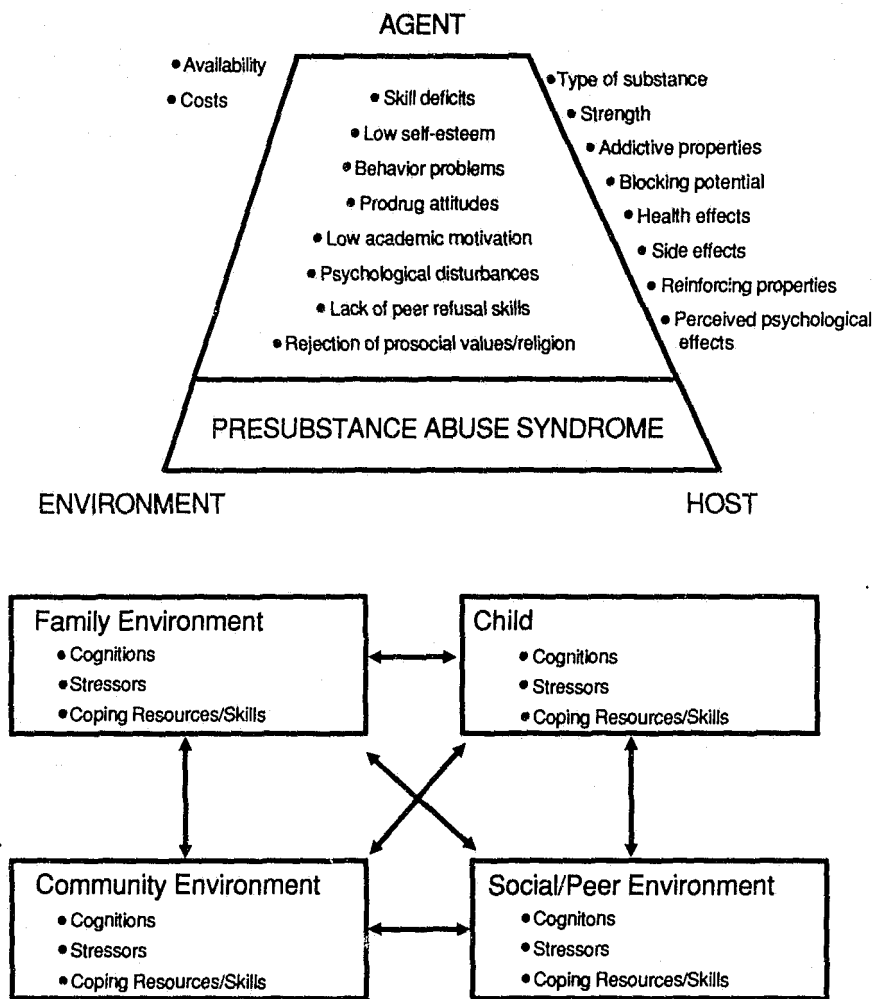 AGENT
• Availability
• Costs
• Skill deficits
• Low self-esteem
• Behavior problems
• Prodrug attitudes
• Low academic motivation
• Psychological disturbances
• Lack of peer refusal skills
• Rejection of prosocial values/religion
• Type of substance
• Strength
• Addictive properties
• Blocking potential
• Health effects
• Side effects
• Reinforcing properties
• Perceived psychological
effects
PRESUBSTANCE ABUSE SYNDROME
ENVIRONMENT
HOST
Family Environment
• Cognitions
• Stressors
• Coping Resources/Skills
Child
• Cognitions
• Stressors
• Coping Resources/Skills
Community Environment
• Cognitions
• Stressors
• Coping Resources/Skills
Social/Peer Environment
• Cognitons
• Stressors
• Coping Resources/Skills